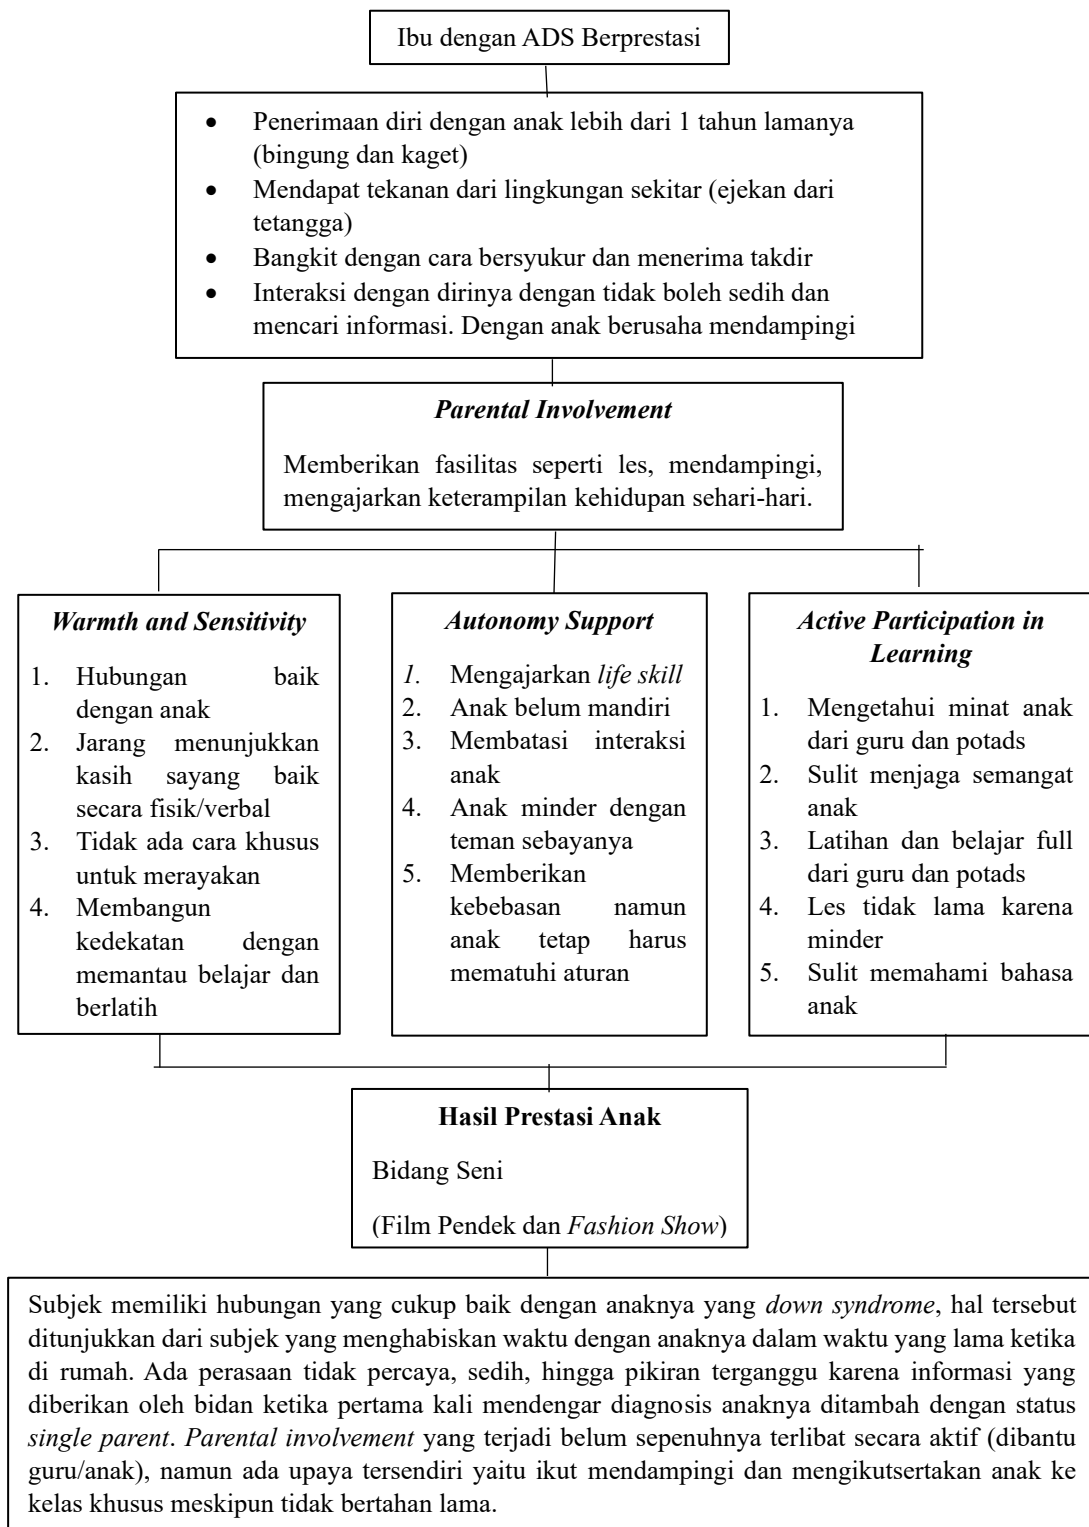 Ibu dengan ADS Berprestasi
• Penerimaan diri dengan anak lebih dari 1 tahun lamanya
(bingung dan kaget)
• Mendapat tekanan dari lingkungan sekitar (ejekan dari
tetangga)
• Bangkit dengan cara bersyukur dan menerima takdir
• Interaksi dengan dirinya dengan tidak boleh sedih dan
mencari informasi. Dengan anak berusaha mendampingi
Parental Involvement
Memberikan fasilitas seperti les, mendampingi,
mengajarkan keterampilan kehidupan sehari-hari.
Warmth and Sensitivity
1. Hubungan baik
dengan anak
2. Jarang menunjukkan
kasih sayang baik
secara fisik/verbal
3. Tidak ada cara khusus
untuk merayakan
4. Membangun
kedekatan dengan
memantau belajar dan
berlatih
Autonomy Support
1. Mengajarkan life skill
2. Anak belum mandiri
3. Membatasi interaksi
anak
4. Anak minder dengan
teman sebayanya
5. Memberikan
kebebasan namun
anak tetap harus
mematuhi aturan
Active Participation in
Learning
1. Mengetahui minat anak
dari guru dan potads
2. Sulit menjaga semangat
anak
3. Latihan dan belajar full
dari guru dan potads
4. Les tidak lama karena
minder
5. Sulit memahami bahasa
anak
Hasil Prestasi Anak
Bidang Seni
(Film Pendek dan Fashion Show)
Subjek memiliki hubungan yang cukup baik dengan anaknya yang down syndrome, hal tersebut
ditunjukkan dari subjek yang menghabiskan waktu dengan anaknya dalam waktu yang lama ketika
di rumah. Ada perasaan tidak percaya, sedih, hingga pikiran terganggu karena informasi yang
diberikan oleh bidan ketika pertama kali mendengar diagnosis anaknya ditambah dengan status
single parent. Parental involvement yang terjadi belum sepenuhnya terlibat secara aktif (dibantu
guru/anak), namun ada upaya tersendiri yaitu ikut mendampingi dan mengikutsertakan anak ke
kelas khusus meskipun tidak bertahan lama.